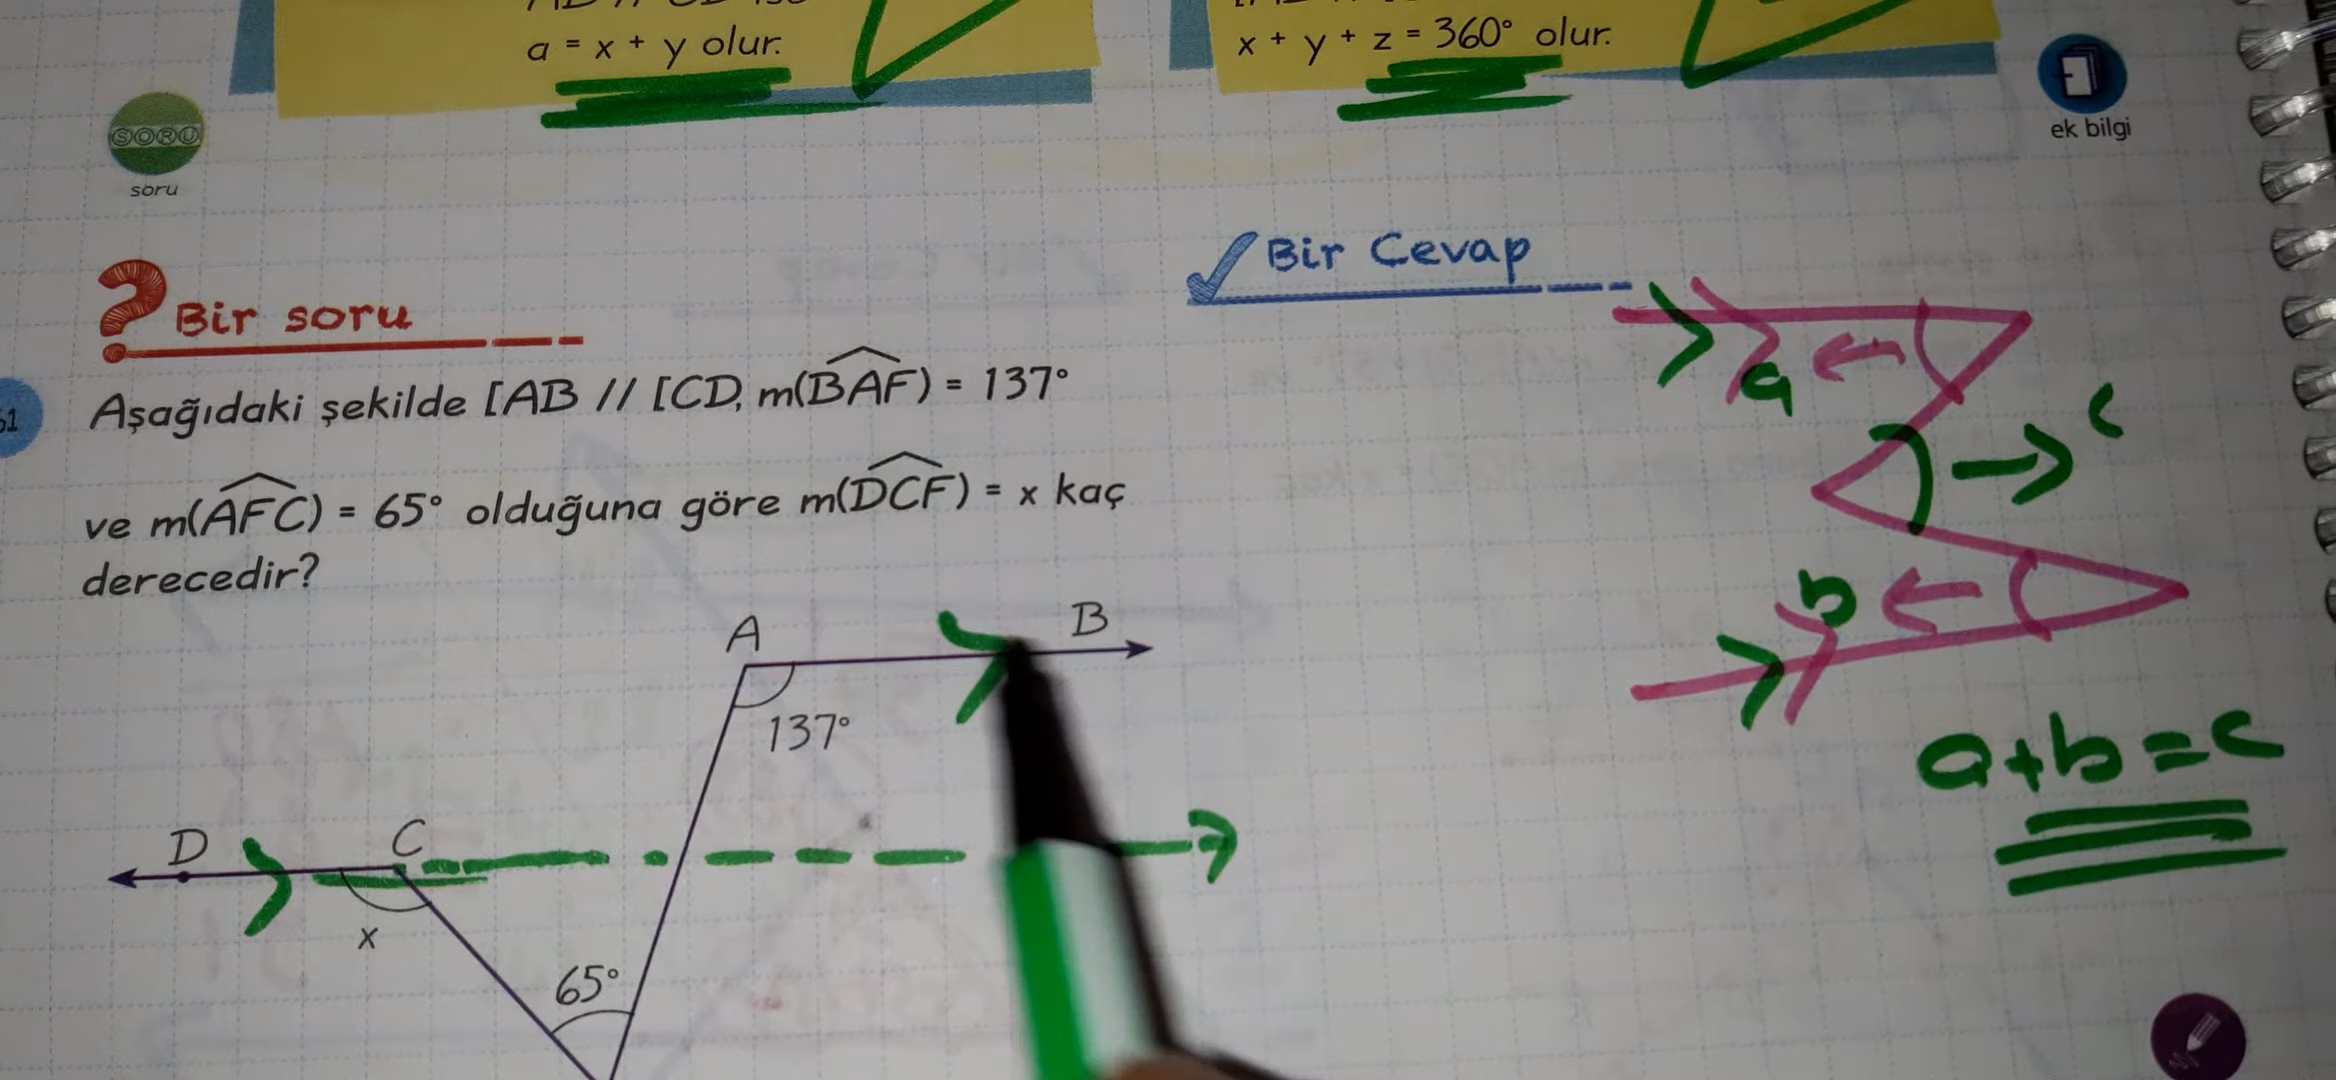 a = x + y olur.
x + y + z = 360° olur.
SORU
soru
ek bilgi
Bir Cevap
? Bir soru
Aşağıdaki şekilde [AB // [CD, m(BAF) = 137°
ve m(AFC) = 65° olduğuna göre m(DCF) = x kaç
derecedir?
a
c
b
a+b=c
A
B
137°
D
C
x
65°